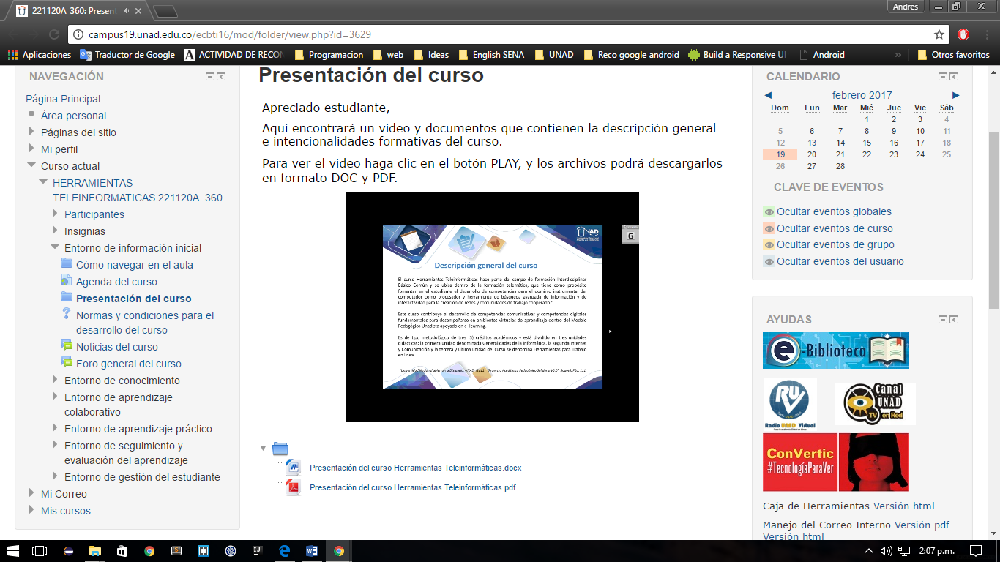 221120A_360: Present
Andres
campus19.unad.edu.co/ecbti16/mod/folder/view.php?id=3629
Aplicaciones
Traductor de Google
ACTIVIDAD DE RECON
Programacion
web
Ideas
English SENA
UNAD
Reco google android
Build a Responsive UI
Android
»
Otros favoritos
NAVEGACIÓN
Página Principal
Área personal
Páginas del sitio
Mi perfil
Curso actual
HERRAMIENTAS
TELEINFORMATICAS 221120A_360
Participantes
Insignias
Entorno de información inicial
Cómo navegar en el aula
Agenda del curso
Presentación del curso
Normas y condiciones para el
desarrollo del curso
Noticias del curso
Foro general del curso
Entorno de conocimiento
Entorno de aprendizaje
colaborativo
Entorno de aprendizaje práctico
Entorno de seguimiento y
evaluación del aprendizaje
Entorno de gestión del estudiante
Mi Correo
Mis cursos
Presentación del curso
Apreciado estudiante,
Aquí encontrará un video y documentos que contienen la descripción general
e intencionalidades formativas del curso.
Para ver el video haga clic en el botón PLAY, y los archivos podrá descargarlos
en formato DOC y PDF.
UNAD
G
Descripción general del curso
El curso Herramientas Teleinformáticas hace parte del campo de formación Interdisciplinar
Básico Común y se ubica dentro de la formación telemática, que tiene como propósito
fomentar en el estudiante el desarrollo de competencias para el dominio instrumental del
computador como procesador y herramienta de búsqueda avanzada de información y de
interactividad para la creación de redes y comunidades de trabajo cooperado*.
Este curso contribuye al desarrollo de competencias comunicativas y competencias digitales
fundamentales para desempeñarse en ambientes virtuales de aprendizaje dentro del Modelo
Pedagógico Unadista apoyado en e-learning.
Es de tipo metodológico de tres (3) créditos académicos y está dividido en tres unidades
didácticas; la primera unidad denominada Generalidades de la informática, la segunda Internet
y Comunicación y la tercera y última unidad del curso se denomina Herramientas para Trabajo
en línea.
*Universidad Nacional abierta y a Distancia. UNAD. (2011) "Proyecto Académico Pedagógico Solidario V3.0". Bogotá. Pág. 131
Presentación del curso Herramientas Teleinformáticas.docx
Presentación del curso Herramientas Teleinformáticas.pdf
CALENDARIO
febrero 2017
Dom Lun Mar Mié Jue Vie Sáb
1 2 3 4
5 6 7 8 9 10 11
12 13 14 15 16 17 18
19 20 21 22 23 24 25
26 27 28
CLAVE DE EVENTOS
Ocultar eventos globales
Ocultar eventos de curso
Ocultar eventos de grupo
Ocultar eventos del usuario
AYUDAS
e-Biblioteca
RUV
Radio UNAD Virtual
Canal
UNAD
TV en Red
ConVertic
#TecnologíaParaVer
Caja de Herramientas Versión html
Manejo del Correo Interno Versión pdf
Versión html
2:07 p.m.